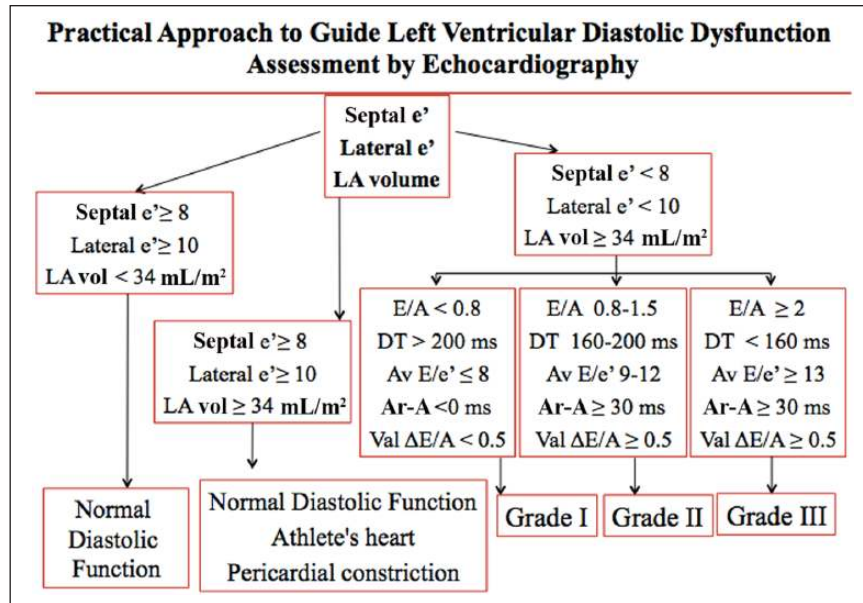 Practical Approach to Guide Left Ventricular Diastolic Dysfunction
Assessment by Echocardiography
Septal e'
Lateral e'
LA volume
Septal e'≥ 8
Lateral e'≥ 10
LA vol < 34 mL/m²
Septal e'≥ 8
Lateral e'≥ 10
LA vol ≥ 34 mL/m²
Septal e' < 8
Lateral e' < 10
LA vol ≥ 34 mL/m²
E/A < 0.8
DT > 200 ms
Av E/e' ≤ 8
Ar-A <0 ms
Val ΔE/A < 0.5
E/A 0.8-1.5
DT 160-200 ms
Av E/e' 9-12
Ar-A ≥ 30 ms
Val ΔE/A ≥ 0.5
E/A ≥ 2
DT < 160 ms
Av E/e' ≥ 13
Ar-A ≥ 30 ms
Val ΔE/A ≥ 0.5
Normal
Diastolic
Function
Normal Diastolic Function
Athlete's heart
Pericardial constriction
Grade I
Grade II
Grade III